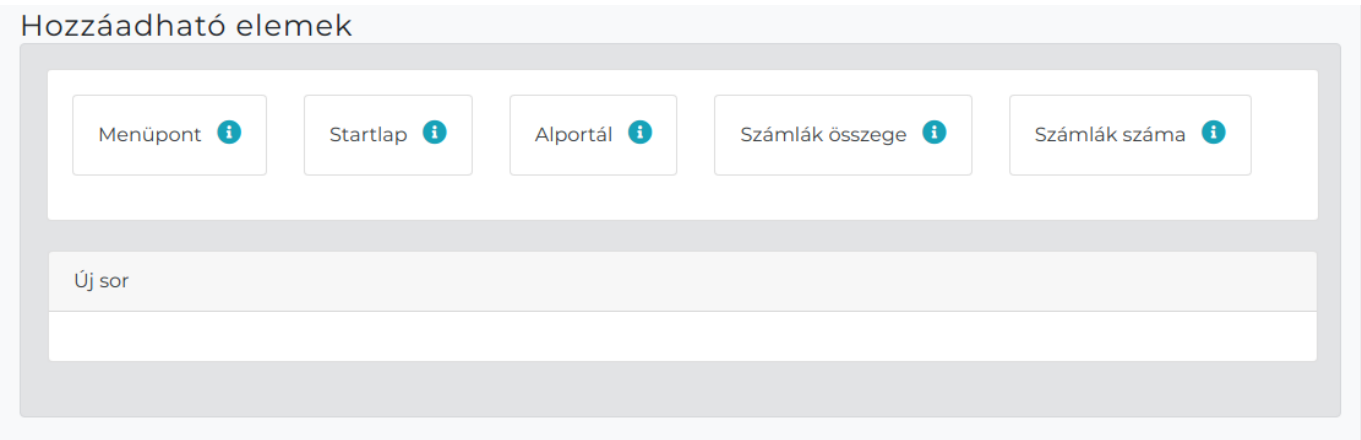 Hozzáadható elemek
Menüpont Startlap Alportál Számlák összege Számlák száma
Új sor